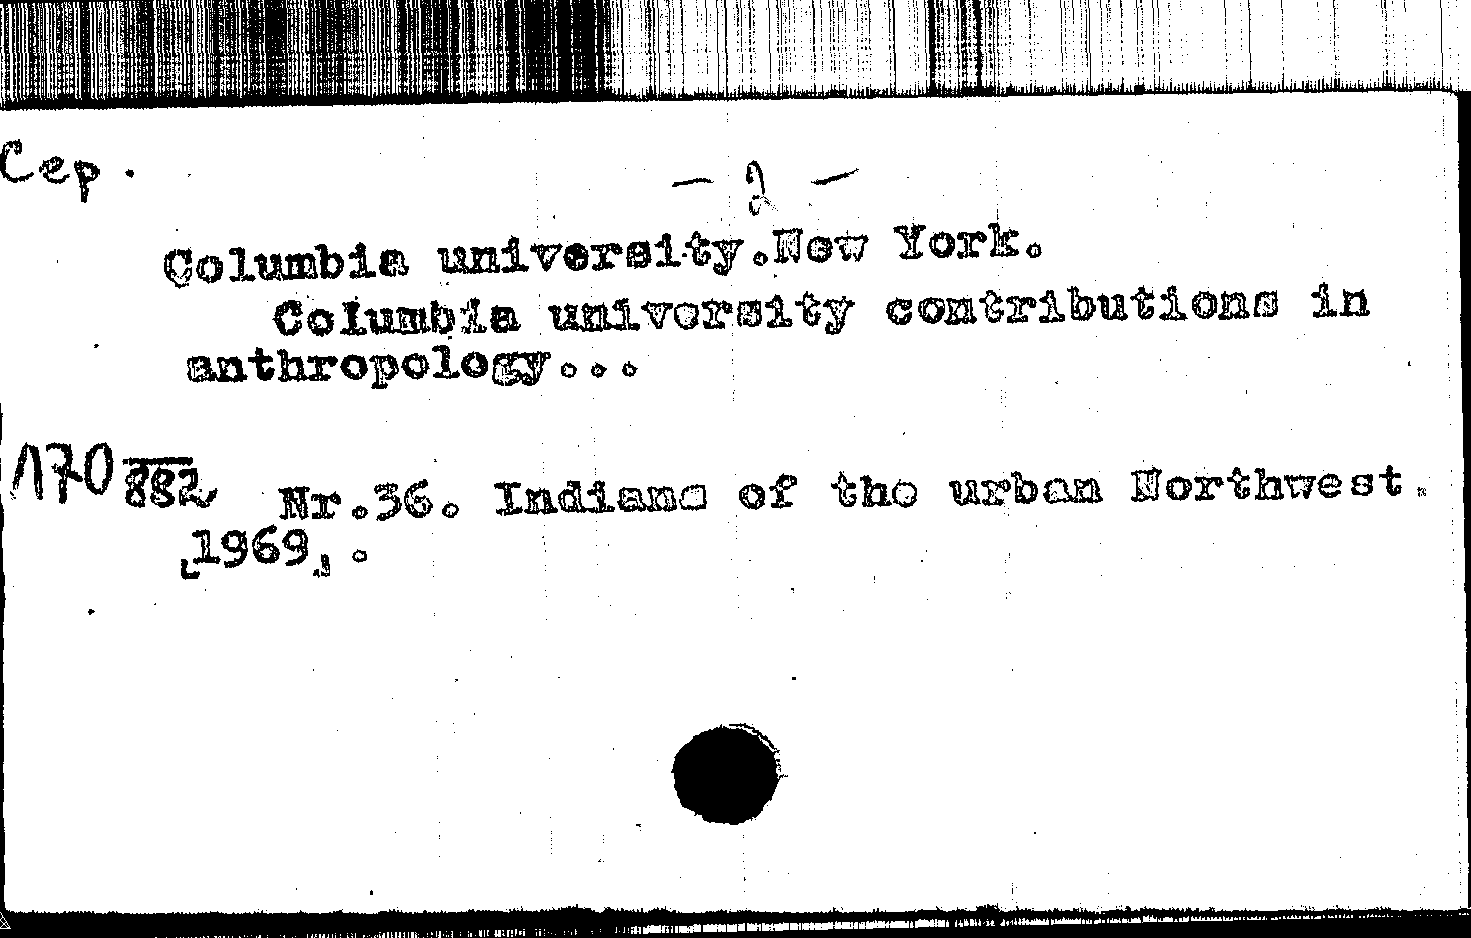 Сер.
- 2 -
Columbia university.New York.
Columbia university contributions in
anthropology...
170 882 Nr.36. Indians of the urban Northwest.
[1969].